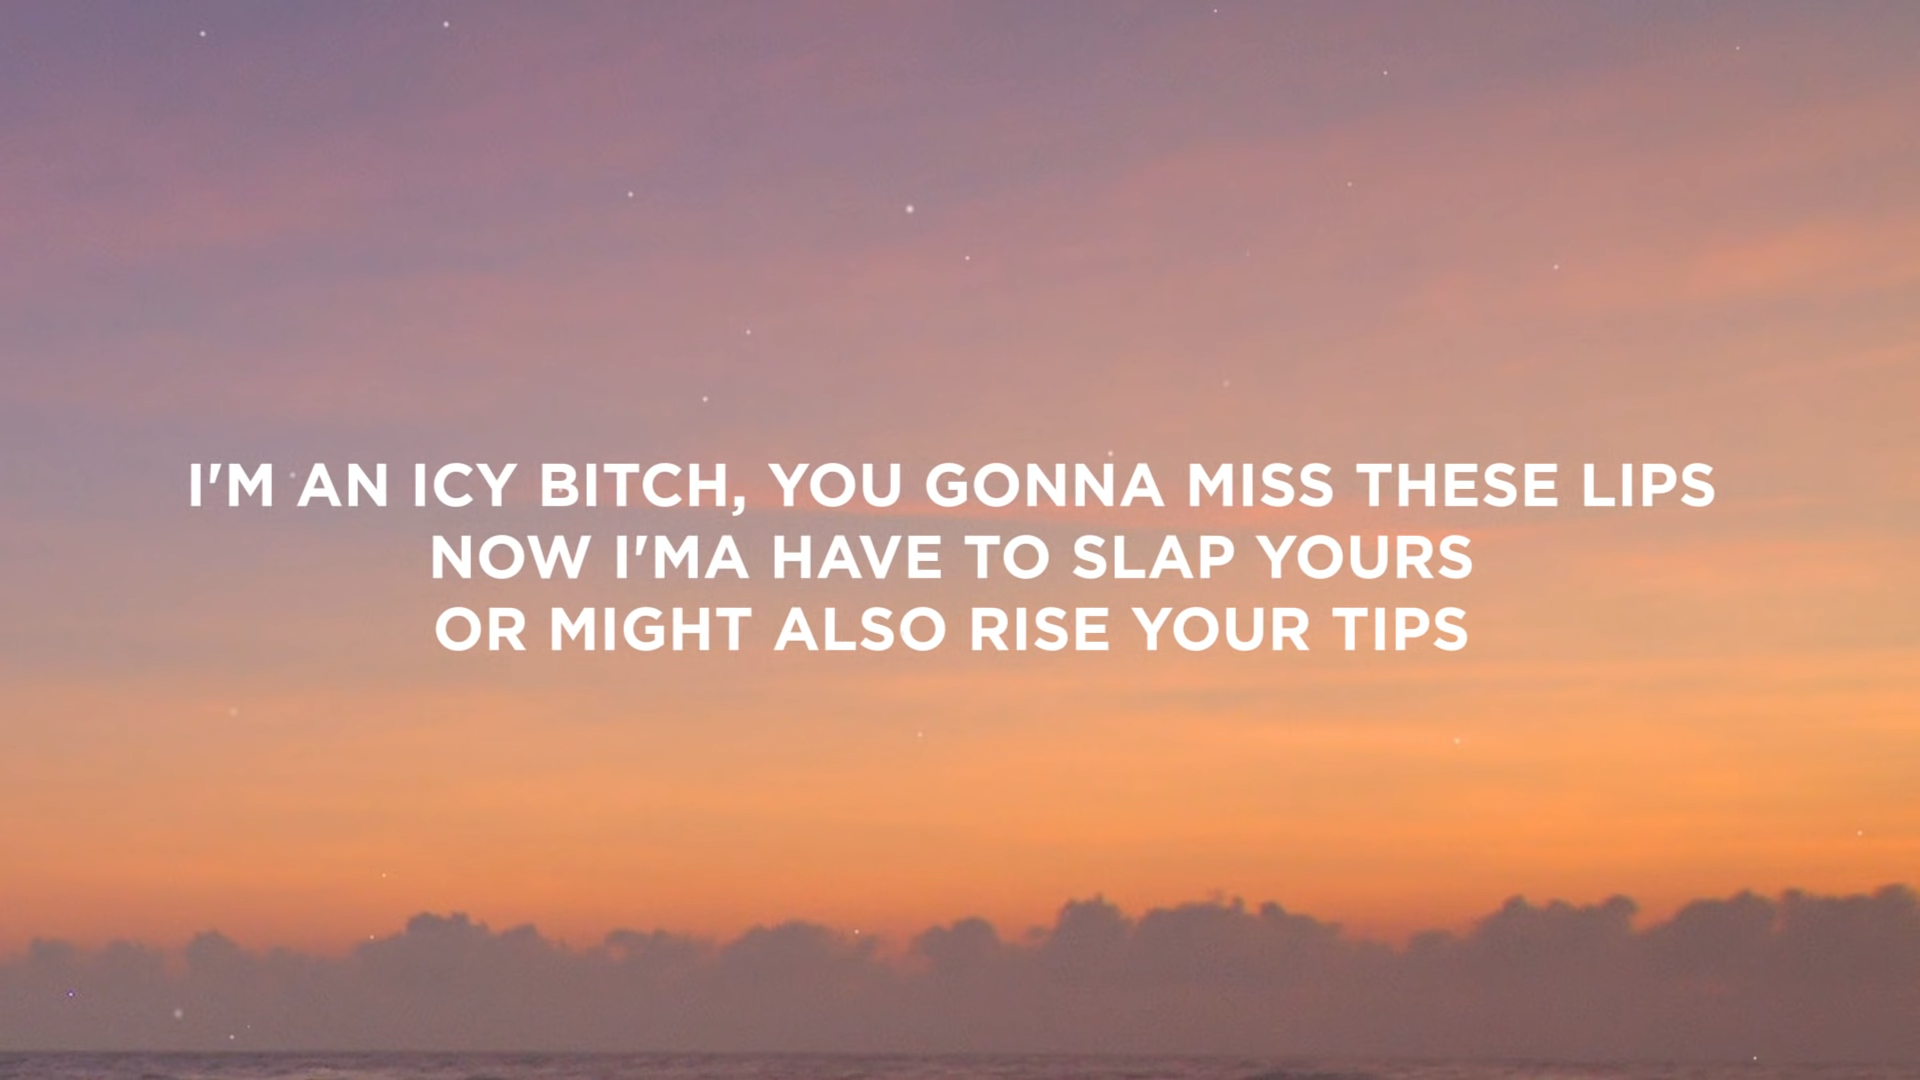 I'M AN ICY BITCH, YOU GONNA MISS THESE LIPS
NOW I'MA HAVE TO SLAP YOURS
OR MIGHT ALSO RISE YOUR TIPS